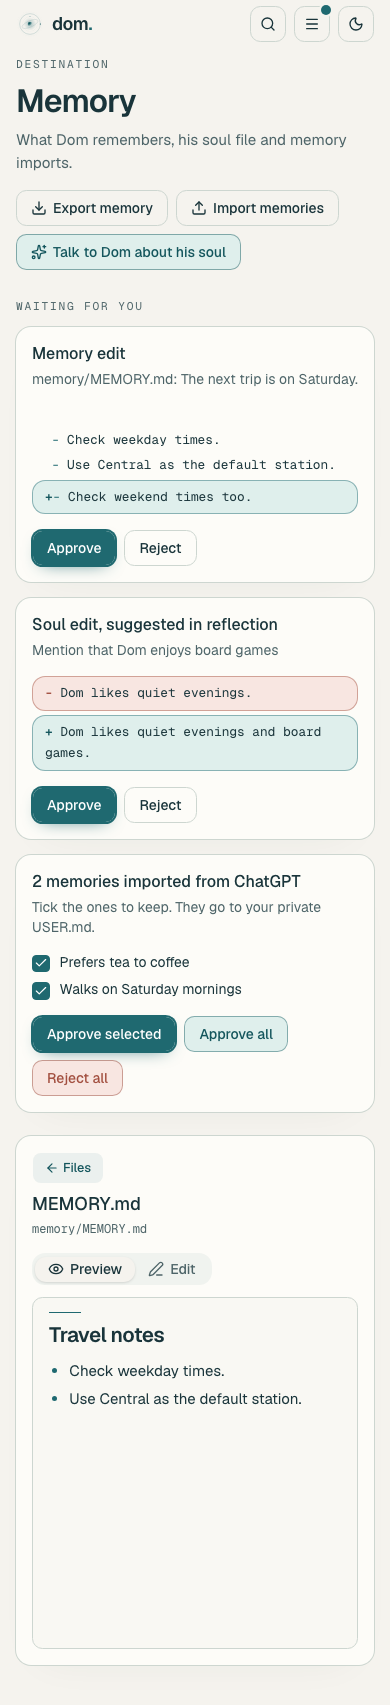 dom.
DESTINATION
Memory
What Dom remembers, his soul file and memory
imports.
Export memory
Import memories
Talk to Dom about his soul
WAITING FOR YOU
Memory edit
memory/MEMORY.md: The next trip is on Saturday.
- Check weekday times.
- Use Central as the default station.
+- Check weekend times too.
Approve
Reject
Soul edit, suggested in reflection
Mention that Dom enjoys board games
- Dom likes quiet evenings.
+ Dom likes quiet evenings and board
games.
Approve
Reject
2 memories imported from ChatGPT
Tick the ones to keep. They go to your private
USER.md.
Prefers tea to coffee
Walks on Saturday mornings
Approve selected
Approve all
Reject all
Files
MEMORY.md
memory/MEMORY.md
Preview
Edit
Travel notes
Check weekday times.
Use Central as the default station.